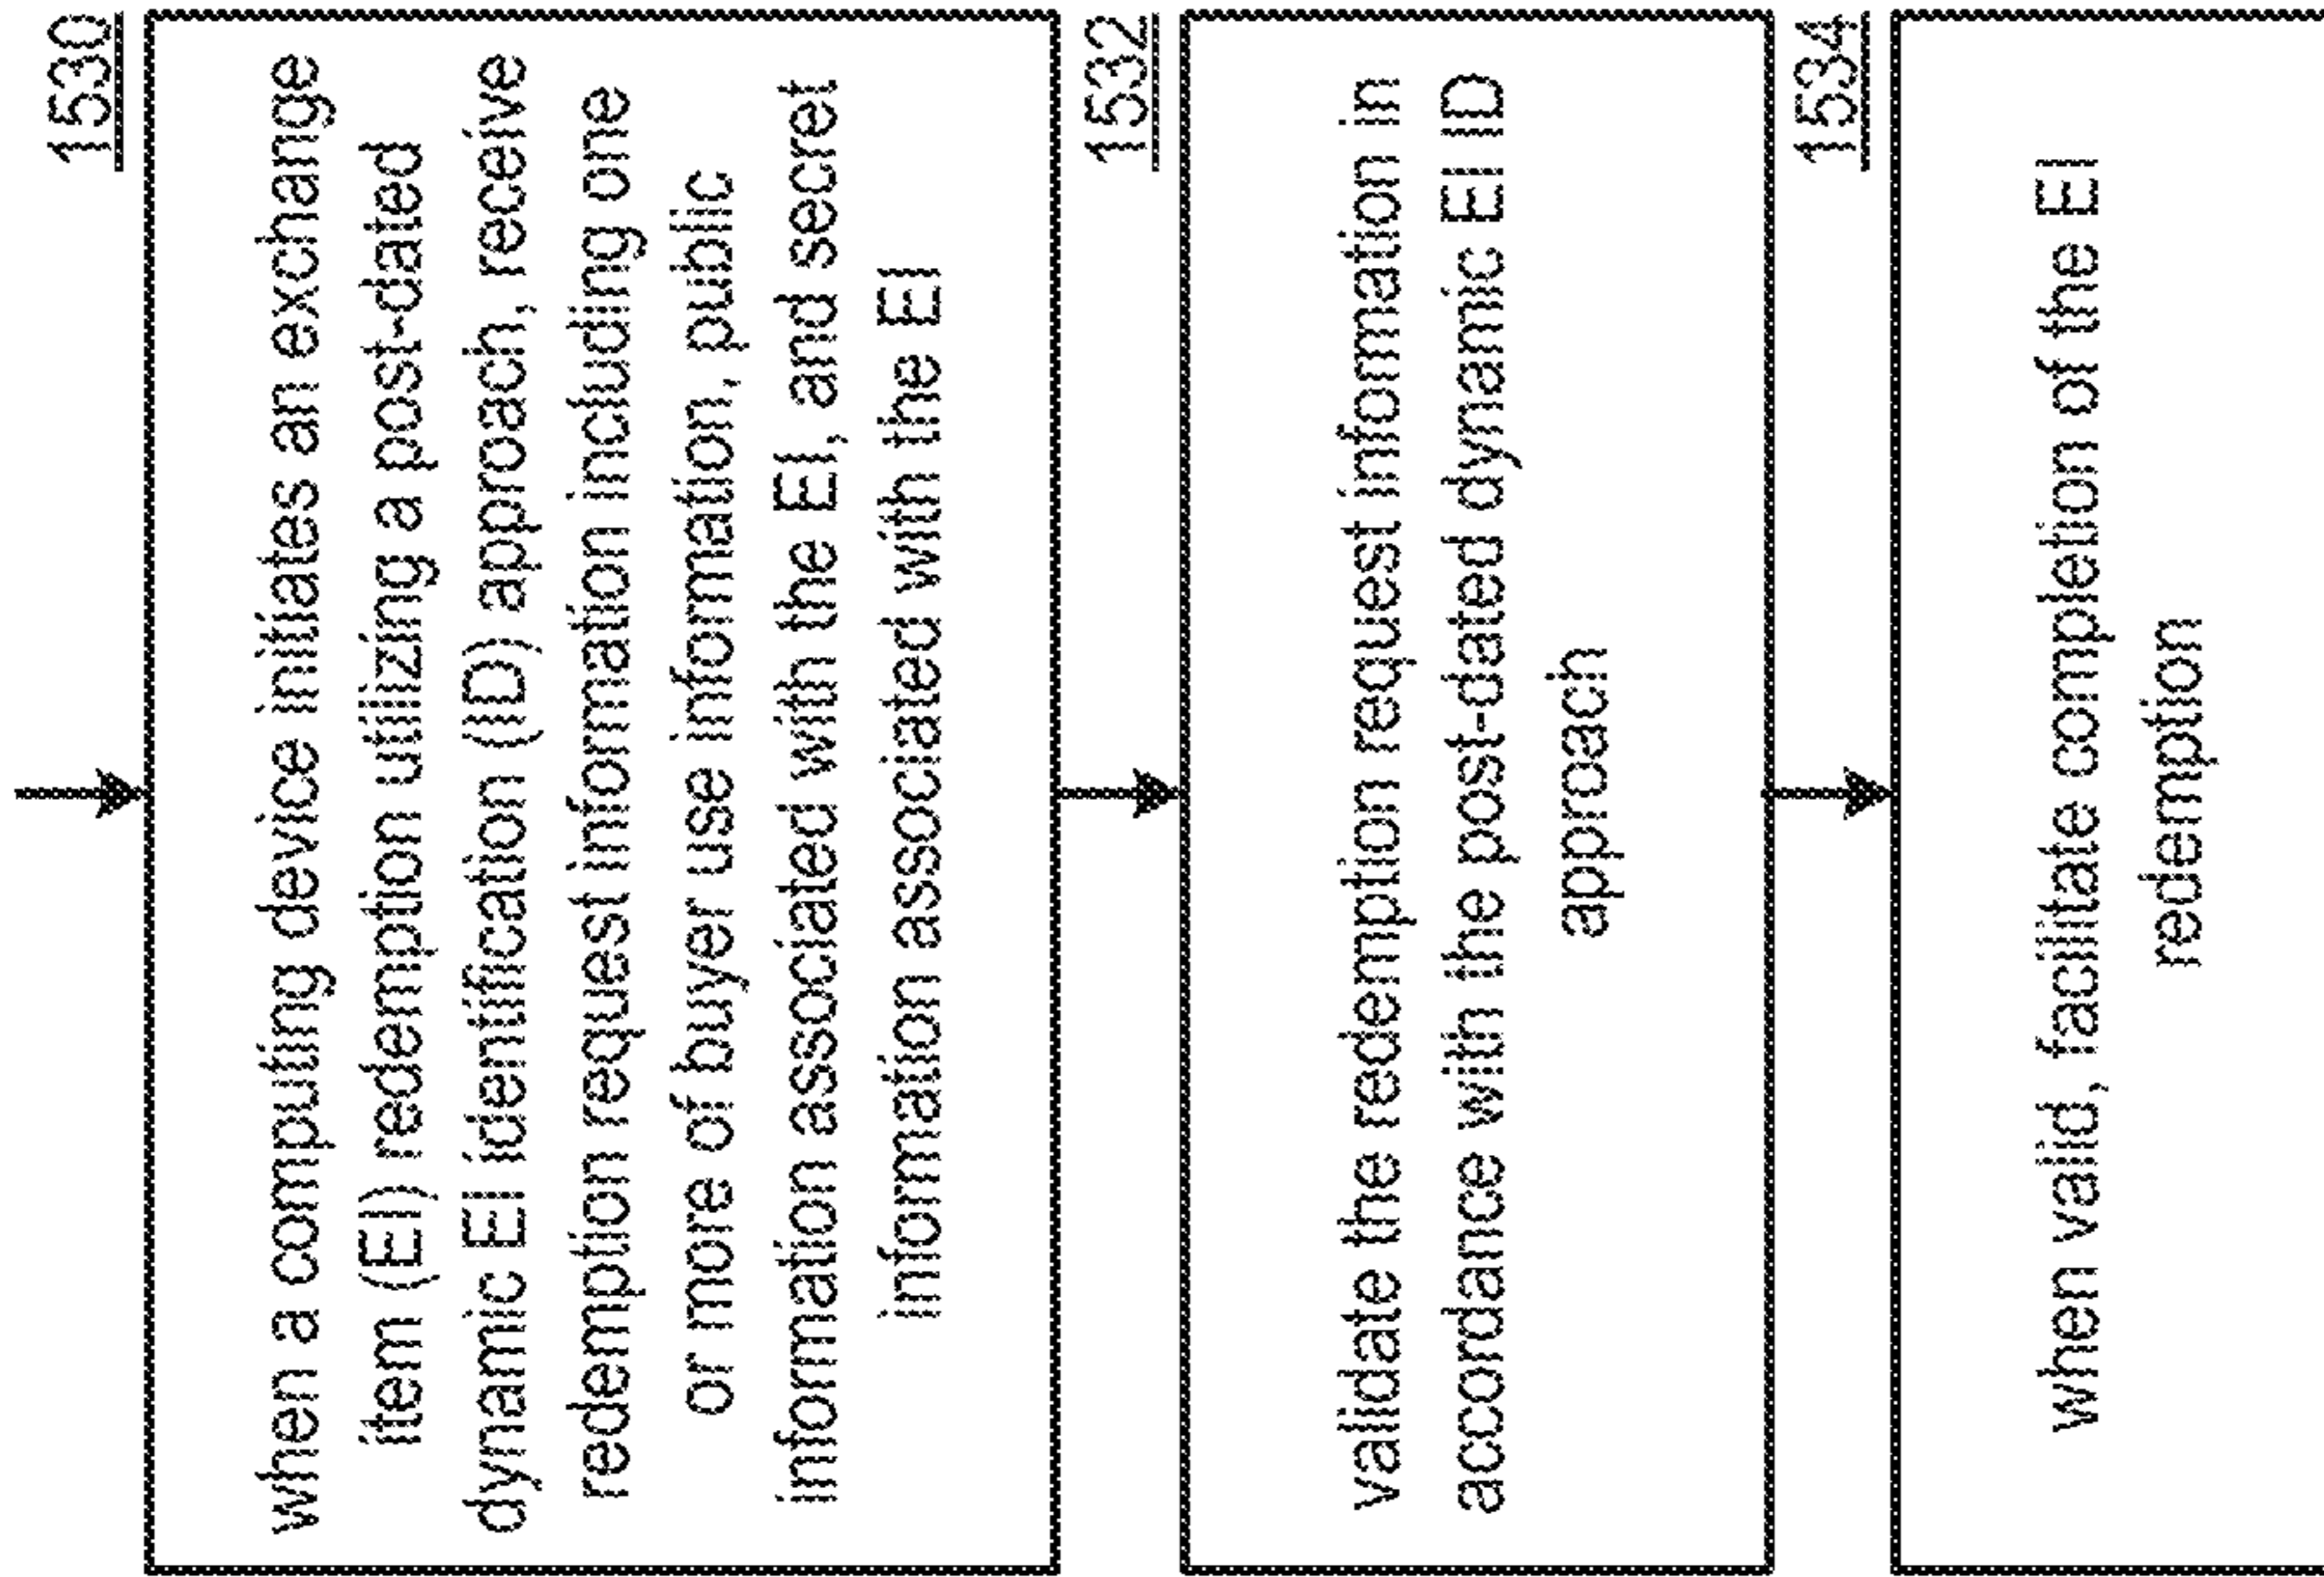 1530
when a computing device initiates an exchange
item (EI) redemption utilizing a post-dated
dynamic EI identification (ID) approach, receive
redemption request information including one
or more of buyer use information, public
information associated with the EI, and secret
information associated with the EI
1532
validate the redemption request information in
accordance with the post-dated dynamic EI ID
approach
1534
when valid, facilitate completion of the EI
redemption